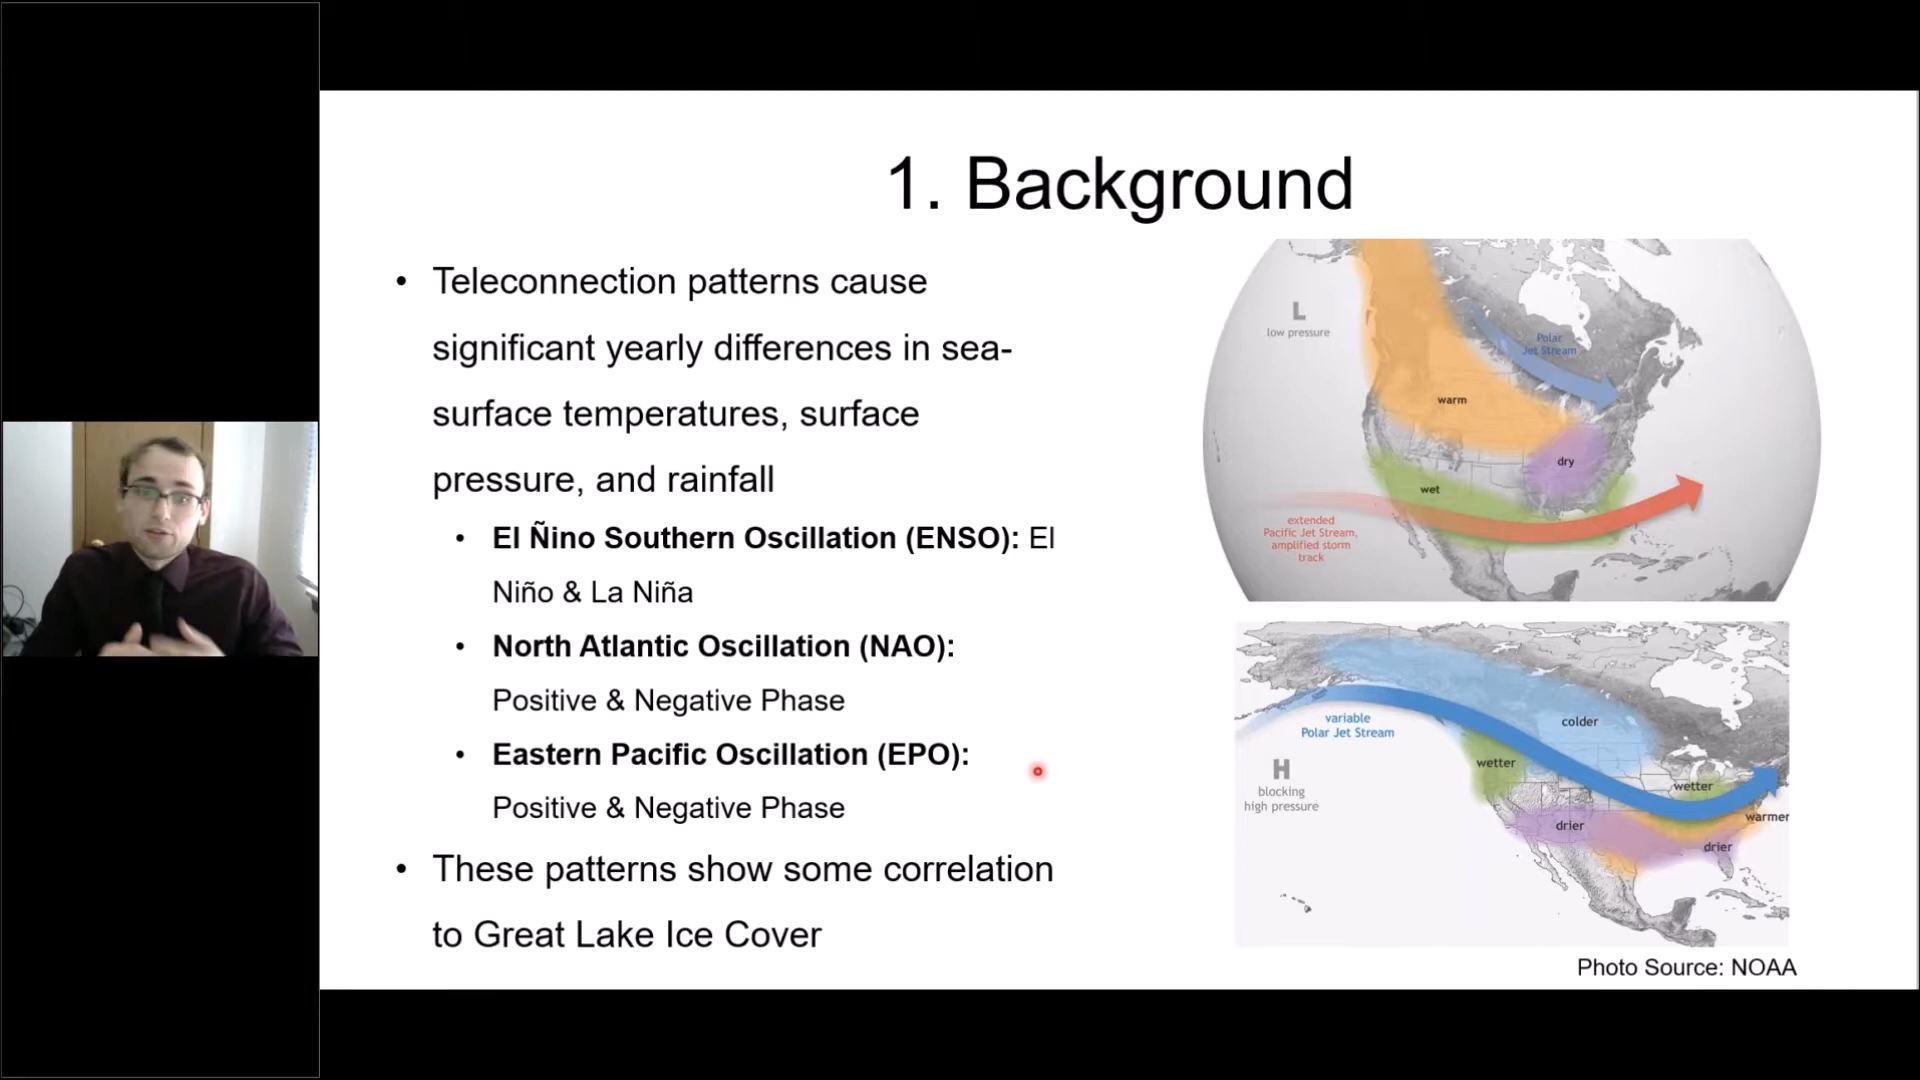 1. Background
• Teleconnection patterns cause
significant yearly differences in sea-
surface temperatures, surface
pressure, and rainfall
• El Ñino Southern Oscillation (ENSO): El
Niño & La Niña
• North Atlantic Oscillation (NAO):
Positive & Negative Phase
• Eastern Pacific Oscillation (EPO):
Positive & Negative Phase
• These patterns show some correlation
to Great Lake Ice Cover
L
low pressure
Polar
Jet Stream
warm
dry
wet
extended
Pacific Jet Stream,
amplified storm
track
variable
Polar Jet Stream
colder
H
blocking
high pressure
wetter
wetter
warmer
drier
drier
Photo Source: NOAA